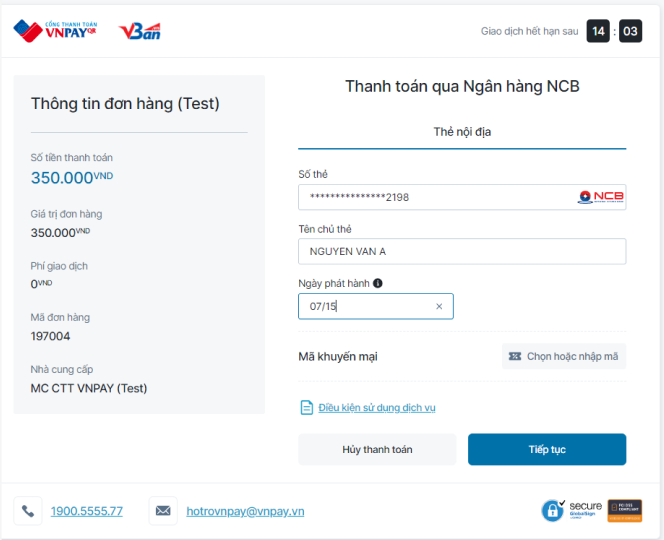 CỔNG THANH TOÁN
VNPAYQR
VBan
Giao dịch hết hạn sau 14 : 03
Thông tin đơn hàng (Test)
Số tiền thanh toán
350.000VND
Giá trị đơn hàng
350.000VND
Phí giao dịch
0VND
Mã đơn hàng
197004
Nhà cung cấp
MC CTT VNPAY (Test)
Thanh toán qua Ngân hàng NCB
Thẻ nội địa
Số thẻ
***************2198 NCB
Tên chủ thẻ
NGUYEN VAN A
Ngày phát hành
07/15 ×
Mã khuyến mại Chọn hoặc nhập mã
Điều kiện sử dụng dịch vụ
Hủy thanh toán Tiếp tục
1900.5555.77 hotrovnpay@vnpay.vn
secure
GlobalSign
PCI DSS
COMPLIANT